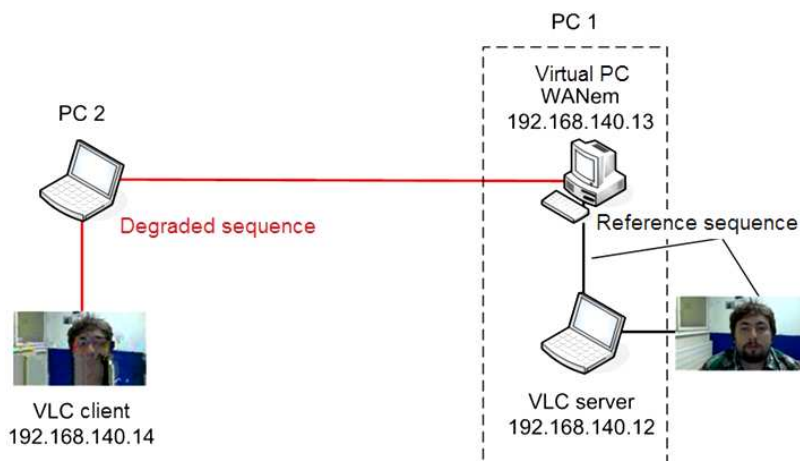 PC 1
Virtual PC
WANem
192.168.140.13
PC 2
Degraded sequence
Reference sequence
VLC client
192.168.140.14
VLC server
192.168.140.12